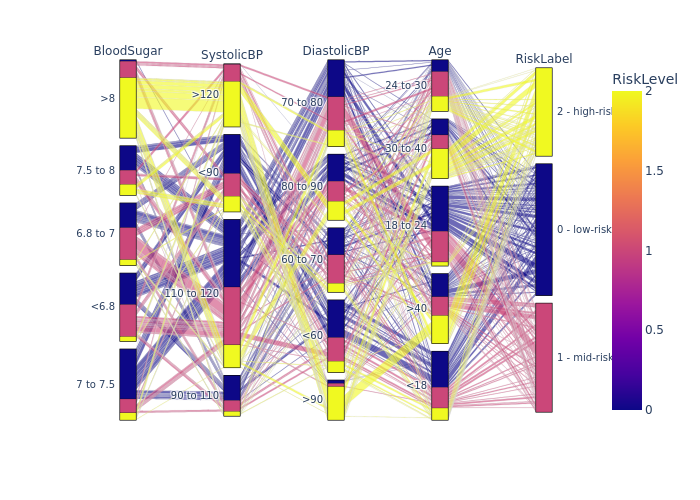 BloodSugar
SystolicBP
DiastolicBP
Age
RiskLabel
RiskLevel
>8
7.5 to 8
6.8 to 7
<6.8
7 to 7.5
>120
<90
110 to 120
90 to 110
70 to 80
80 to 90
60 to 70
<60
>90
24 to 30
30 to 40
18 to 24
>40
<18
2 - high-risk
0 - low-risk
1 - mid-risk
2
1.5
1
0.5
0